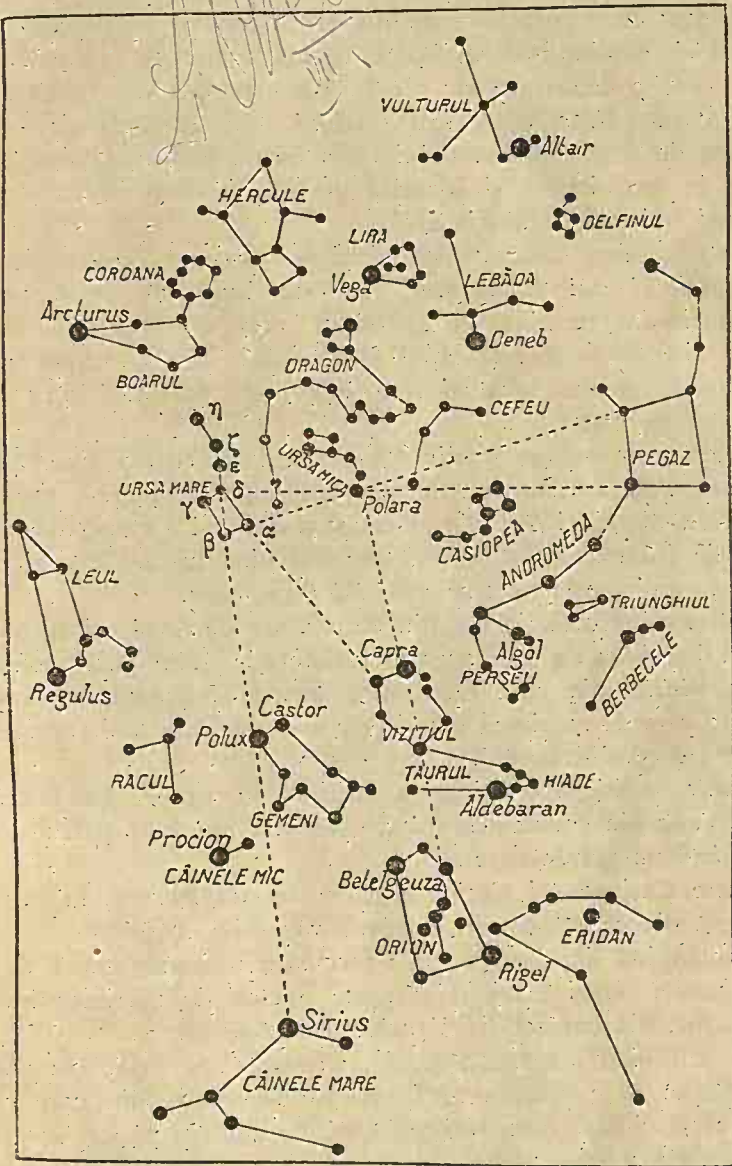 VULTURUL
Altair
HERCULE
DELFINUL
LIRA
COROANA
Vega
LEBĂDA
Arcturus
Deneb
DRAGON
BOARUL
CEFEU
η
ζ
ε
URSA MICĂ
PEGAZ
URSA MARE
δ
Polara
γ
α
β
CASIOPEA
ANDROMEDA
LEUL
TRIUNGHIUL
Capra
Algol
PERSEU
BERBECELE
Regulus
Castor
Polux
VIZITIUL
RACUL
TAURUL
HIADE
Aldebaran
GEMENI
Procion
CÂINELE MIC
Betelgeuza
ORION
ERIDAN
Rigel
Sirius
CÂINELE MARE